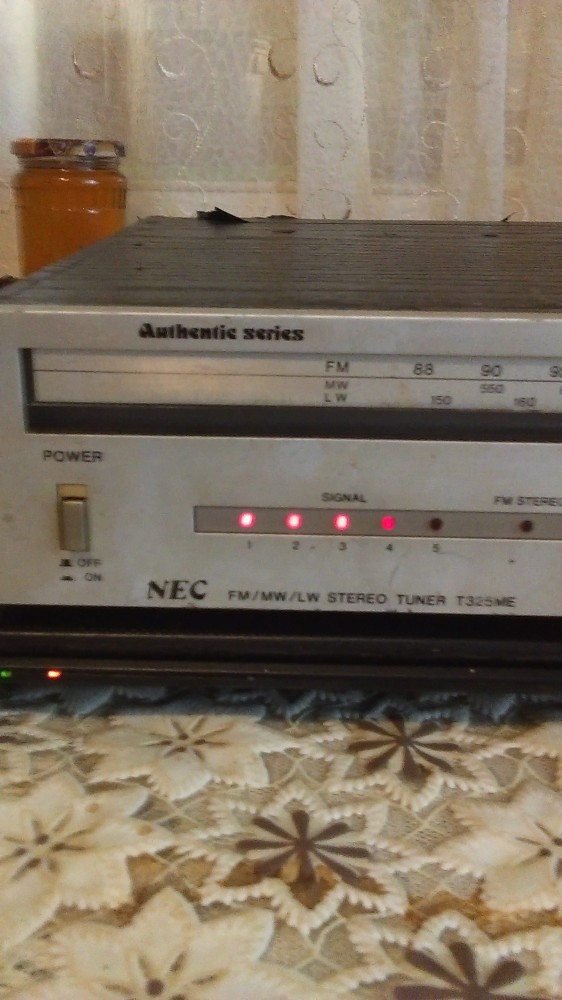 Authentic series
FM 88 90
MW 550
LW 150 160
POWER
SIGNAL
FM STEREO
1 2 3 4 5
OFF
ON
NEC FM/MW/LW STEREO TUNER T325ME